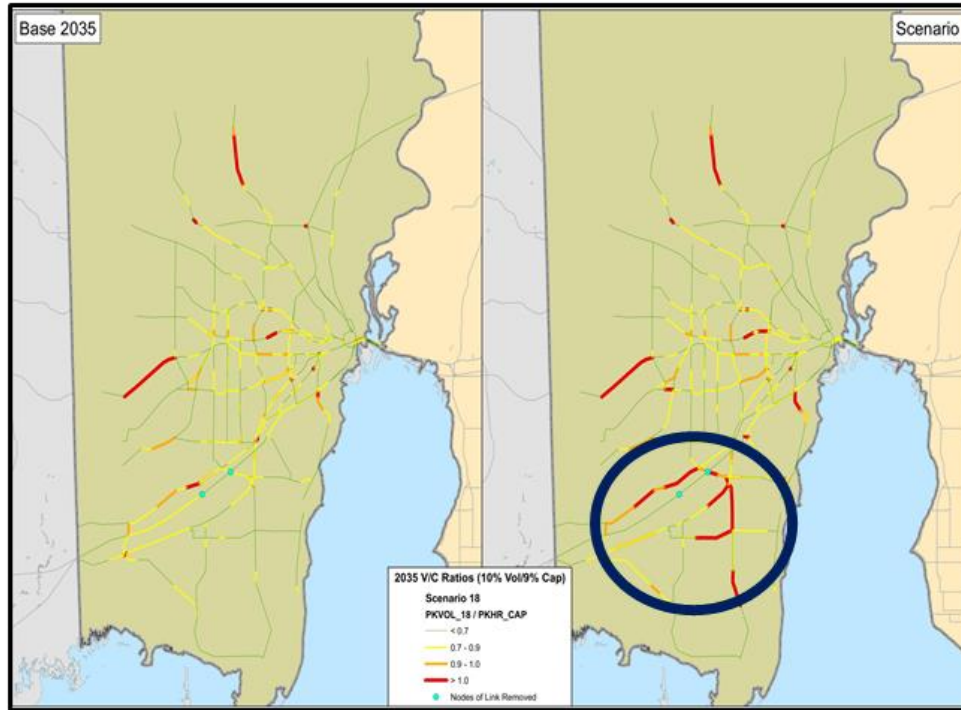 Base 2035
Scenario
2035 V/C Ratios (10% Vol/9% Cap)
Scenario 18
PKVOL_18 / PKHR_CAP
< 0.7
0.7 - 0.9
0.9 - 1.0
> 1.0
Nodes of Link Removed